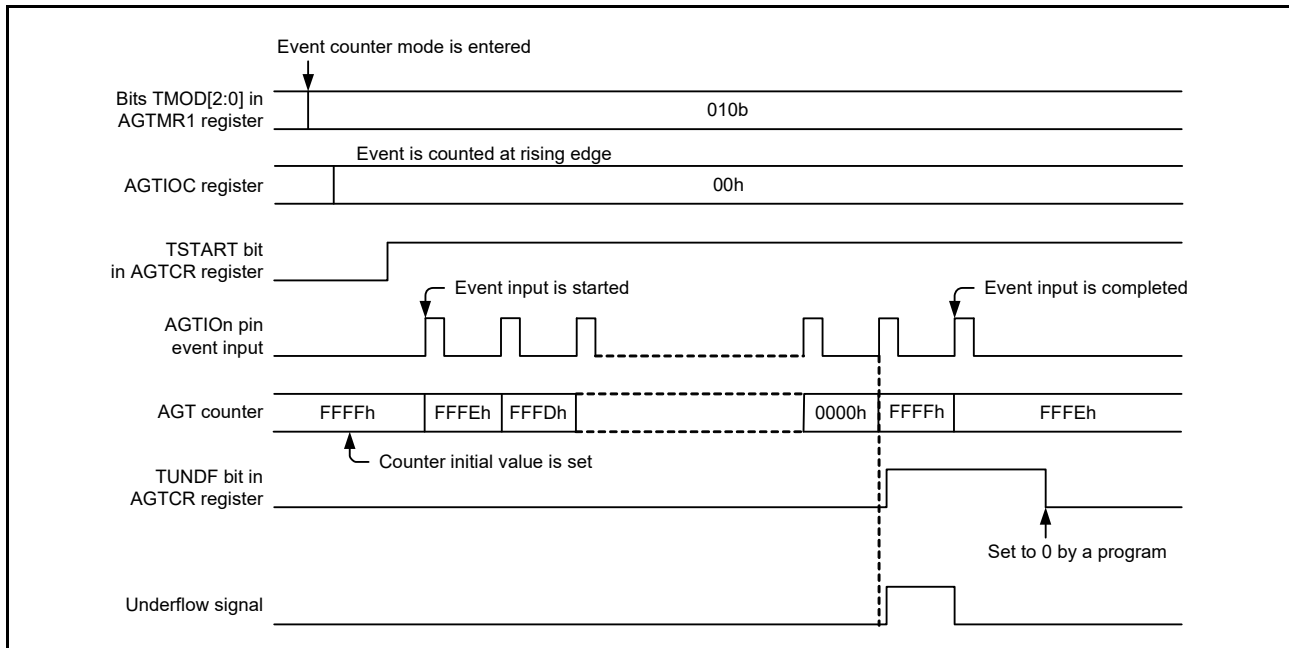 Event counter mode is entered
Bits TMOD[2:0] in
AGTMR1 register
010b
Event is counted at rising edge
AGTIOC register
00h
TSTART bit
in AGTCR register
Event input is started
Event input is completed
AGTIOn pin
event input
AGT counter
FFFFh
FFFEh
FFFDh
0000h
FFFFh
FFFEh
Counter initial value is set
TUNDF bit in
AGTCR register
Set to 0 by a program
Underflow signal